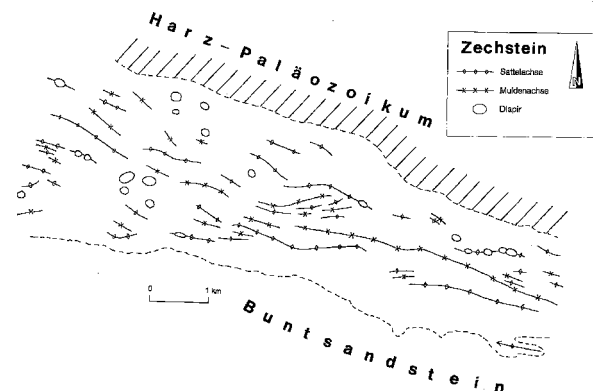 Harz-Paläozoikum
Zechstein
Sattelachse
Muldenachse
Diapir
N
0 1 km
Buntsandstein